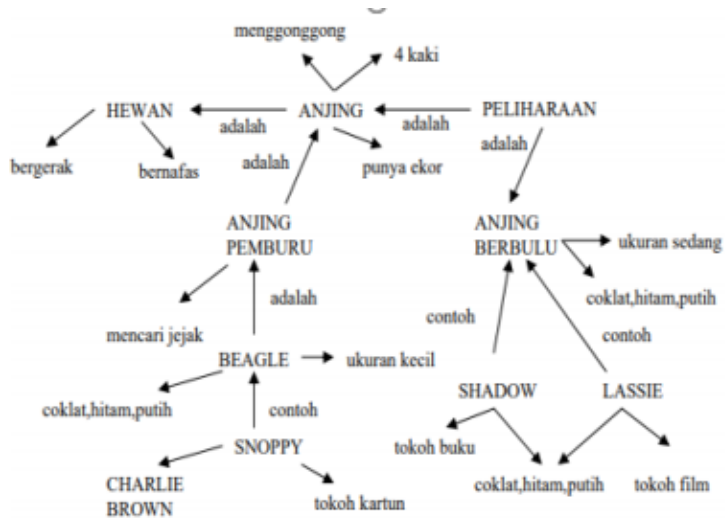 menggonggong
4 kaki
HEWAN
adalah
ANJING
adalah
PELIHARAAN
bergerak
bernafas
adalah
punya ekor
adalah
ANJING
PEMBURU
ANJING
BERBULU
ukuran sedang
mencari jejak
adalah
coklat,hitam,putih
contoh
contoh
BEAGLE
ukuran kecil
coklat,hitam,putih
contoh
SHADOW
LASSIE
SNOPPY
tokoh buku
CHARLIE
BROWN
tokoh kartun
coklat,hitam,putih
tokoh film